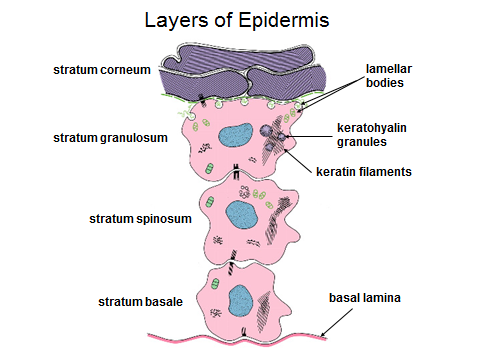 Layers of Epidermis
stratum corneum
lamellar
bodies
stratum granulosum
keratohyalin
granules
keratin filaments
stratum spinosum
stratum basale
basal lamina